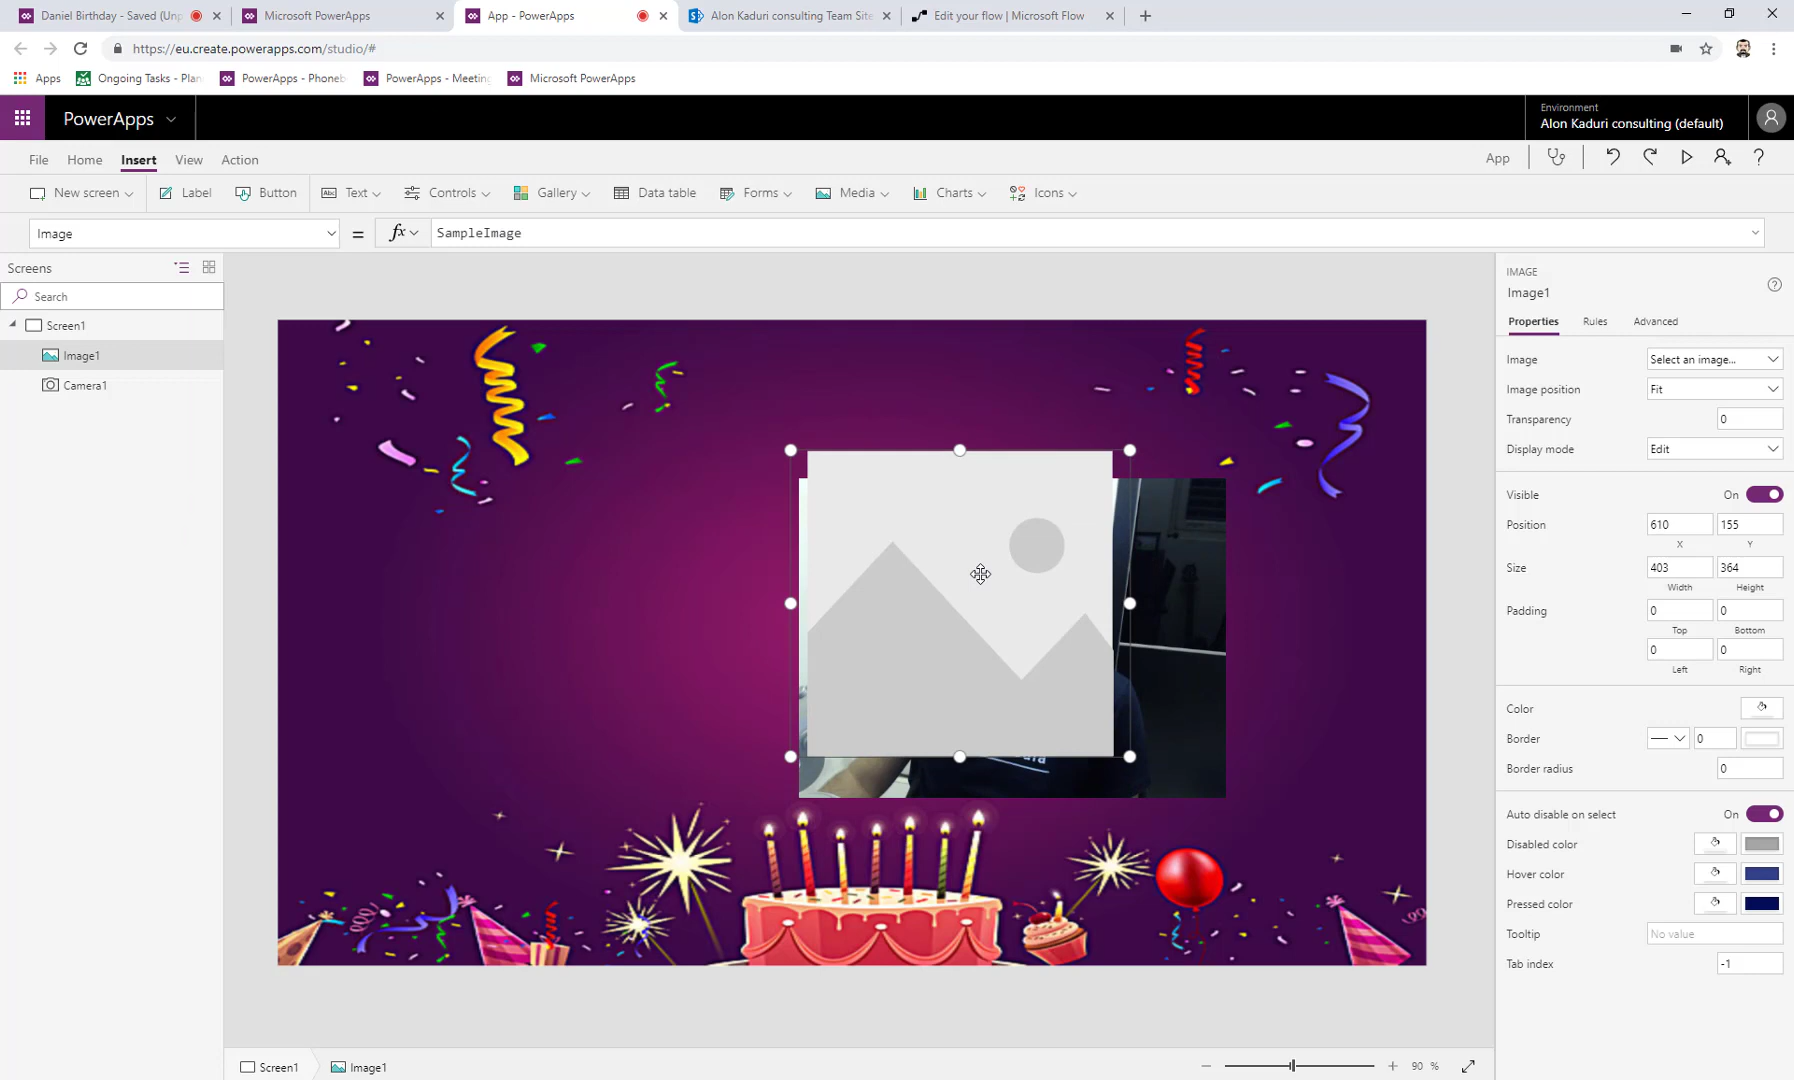 Daniel Birthday - Saved (Unp
Microsoft PowerApps
App - PowerApps
Alon Kaduri consulting Team Site
Edit your flow | Microsoft Flow
https://eu.create.powerapps.com/studio/#
Apps
Ongoing Tasks - Plan
PowerApps - Phoneb
PowerApps - Meeting
Microsoft PowerApps
PowerApps
Environment
Alon Kaduri consulting (default)
File
Home
Insert
View
Action
App
?
New screen
Label
Button
Abc
Text
Controls
Gallery
Data table
Forms
Media
Charts
Icons
Image
=
fx
SampleImage
Screens
Search
Screen1
Image1
Camera1
IMAGE
Image1
Properties
Rules
Advanced
Image
Select an image...
Image position
Fit
Transparency
0
Display mode
Edit
Visible
On
Position
610
155
X
Y
Size
403
364
Width
Height
Padding
0
0
Top
Bottom
0
0
Left
Right
Color
Border
0
Border radius
0
Auto disable on select
On
Disabled color
Hover color
Pressed color
Tooltip
No value
Tab index
-1
Screen1
Image1
90 %